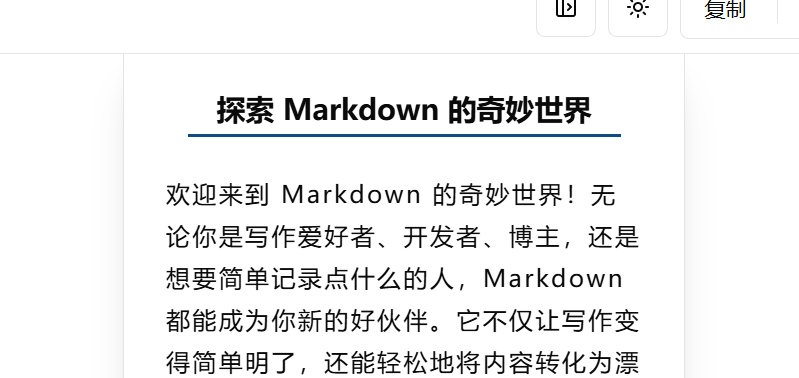 复制
探索 Markdown 的奇妙世界
欢迎来到 Markdown 的奇妙世界！无
论你是写作爱好者、开发者、博主，还是
想要简单记录点什么的人，Markdown
都能成为你新的好伙伴。它不仅让写作变
得简单明了，还能轻松地将内容转化为漂